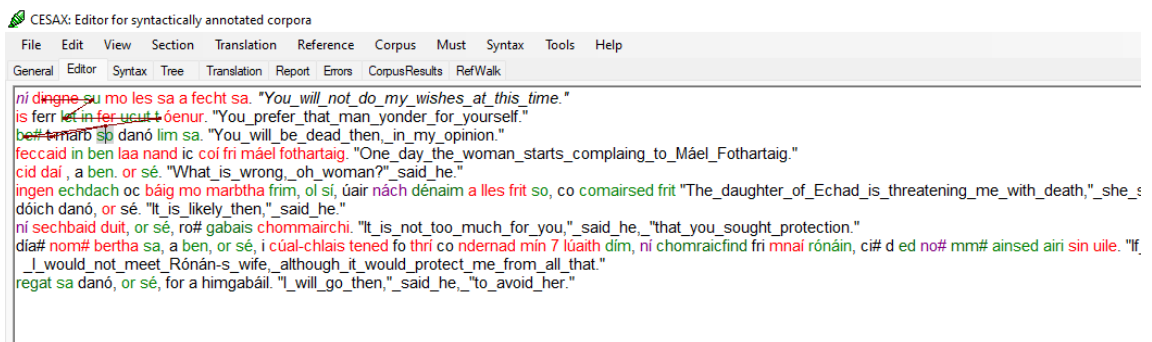 CESAX: Editor for syntactically annotated corpora
File Edit View Section Translation Reference Corpus Must Syntax Tools Help
General Editor Syntax Tree Translation Report Errors CorpusResults RefWalk
ní dingne su mo les sa a fecht sa. "You_will_not_do_my_wishes_at_this_time."
is ferr let in fer ucut t óenur. "You_prefer_that_man_yonder_for_yourself."
be# t marb so danó lim sa. "You_will_be_dead_then,_in_my_opinion."
feccaid in ben laa nand ic coí fri máel fothartaig. "One_day_the_woman_starts_complaing_to_Máel_Fothartaig."
cid daí , a ben. or sé. "What_is_wrong,_oh_woman?"_said_he."
ingen echdach oc báig mo marbtha frim, ol sí, úair nách dénaim a lles frit so, co comairsed frit "The_daughter_of_Echad_is_threatening_me_with_death,"_she_s
dóich danó, or sé. "It_is_likely_then,"_said_he."
ní sechbaid duit, or sé, ro# gabais chommairchi. "It_is_not_too_much_for_you,"_said_he,_"that_you_sought_protection."
día# nom# bertha sa, a ben, or sé, i cúal-chlais tened fo thrí co ndernad mín 7 lúaith dím, ní chomraicfind fri mnaí rónáin, ci# d ed no# mm# ainsed airi sin uile. "If_
_I_would_not_meet_Rónán-s_wife,_although_it_would_protect_me_from_all_that."
regat sa danó, or sé, for a himgabáil. "I_will_go_then,"_said_he,_"to_avoid_her."